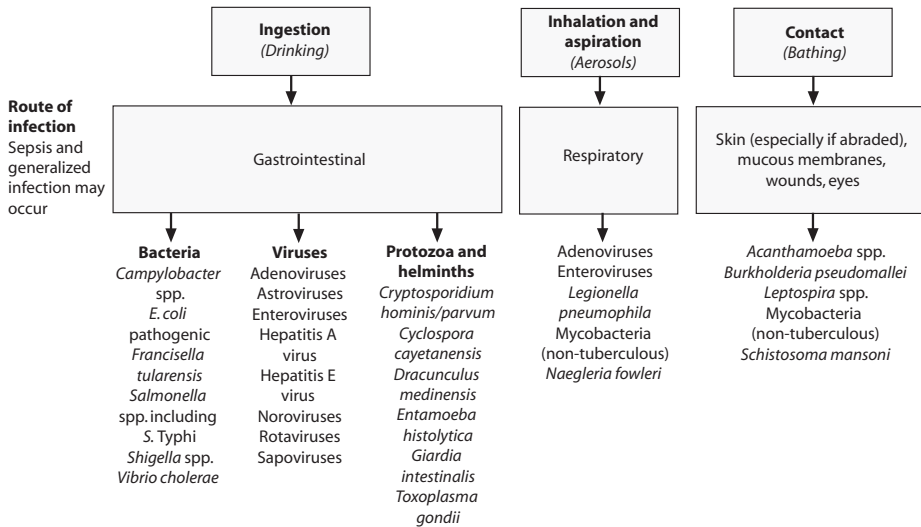 Ingestion
(Drinking)
Inhalation and
aspiration
(Aerosols)
Contact
(Bathing)
Route of
infection
Sepsis and
generalized
infection may
occur
Gastrointestinal
Respiratory
Skin (especially if abraded),
mucous membranes,
wounds, eyes
Bacteria
Campylobacter
spp.
E. coli
pathogenic
Francisella
tularensis
Salmonella
spp. including
S. Typhi
Shigella spp.
Vibrio cholerae
Viruses
Adenoviruses
Astroviruses
Enteroviruses
Hepatitis A
virus
Hepatitis E
virus
Noroviruses
Rotaviruses
Sapoviruses
Protozoa and
helminths
Cryptosporidium
hominis/parvum
Cyclospora
cayetanensis
Dracunculus
medinensis
Entamoeba
histolytica
Giardia
intestinalis
Toxoplasma
gondii
Adenoviruses
Enteroviruses
Legionella
pneumophila
Mycobacteria
(non-tuberculous)
Naegleria fowleri
Acanthamoeba spp.
Burkholderia pseudomallei
Leptospira spp.
Mycobacteria
(non-tuberculous)
Schistosoma mansoni